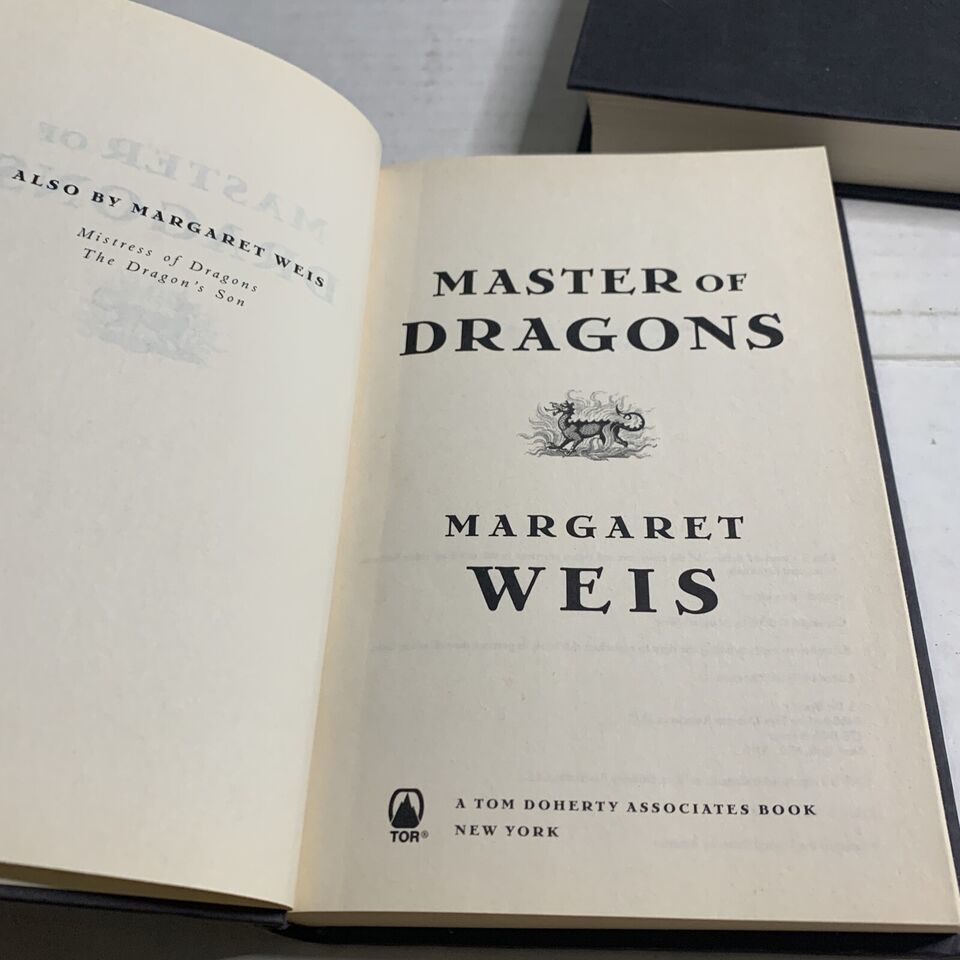 ALSO BY MARGARET WEIS
Mistress of Dragons
The Dragon's Son
MASTER OF
DRAGONS
MARGARET
WEIS
TOR®
A TOM DOHERTY ASSOCIATES BOOK
NEW YORK